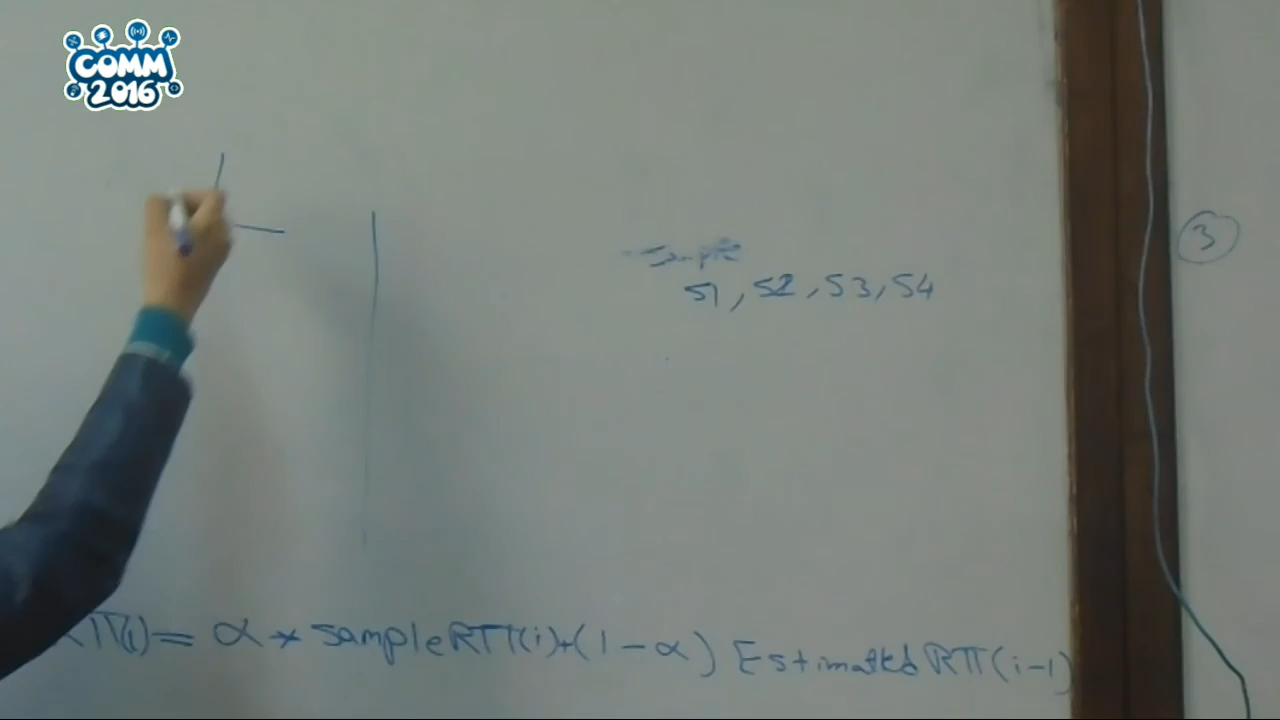 COMM
2016
3
Sample
S1, S2, S3, S4
RTT(i) = α * sampleRTT(i)+(1-α) EstimatedRTT(i-1)